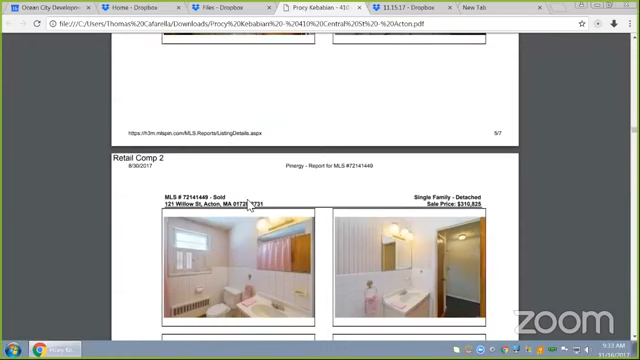 Ocean City Developm
Home - Dropbox
Files - Dropbox
Procy Kebabian - 410
11.15.17 - Dropbox
New Tab
file:///C:/Users/Thomas%20Cafarella/Downloads/Procy%20Kebabian%20-%20410%20Central%20St%20-%20Acton.pdf
https://h3m.mlspin.com/MLS.Reports/ListingDetails.aspx
5/7
Retail Comp 2
8/30/2017
Pinergy - Report for MLS #72141449
MLS # 72141449 - Sold
Single Family - Detached
121 Willow St, Acton, MA
Sale Price: $310,825
zoom
Procy Keb
9:33 AM
11/16/2017